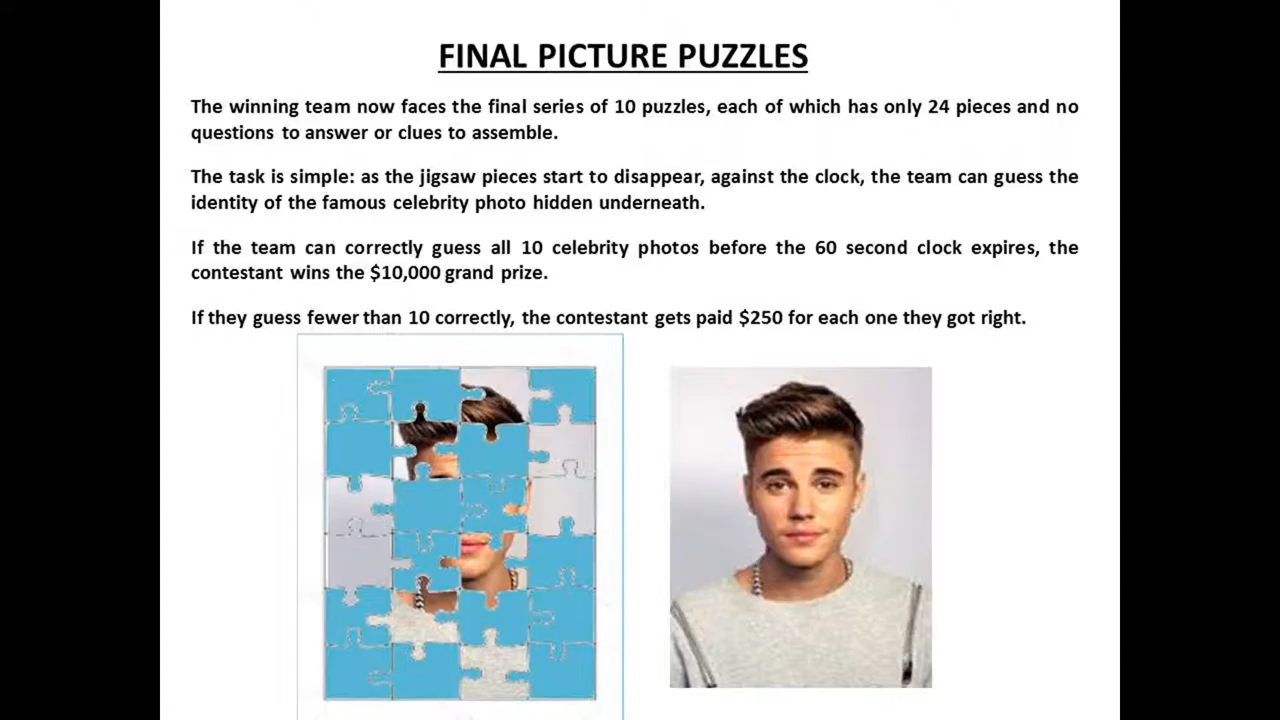 FINAL PICTURE PUZZLES
The winning team now faces the final series of 10 puzzles, each of which has only 24 pieces and no
questions to answer or clues to assemble.
The task is simple: as the jigsaw pieces start to disappear, against the clock, the team can guess the
identity of the famous celebrity photo hidden underneath.
If the team can correctly guess all 10 celebrity photos before the 60 second clock expires, the
contestant wins the $10,000 grand prize.
If they guess fewer than 10 correctly, the contestant gets paid $250 for each one they got right.